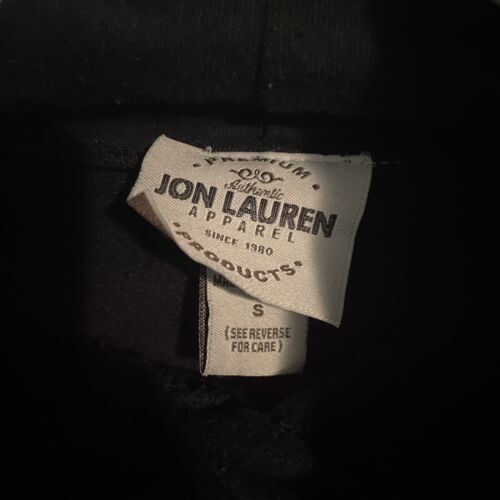 • PREMIUM •
Authentic
JON LAUREN
APPAREL
SINCE 1980
• PRODUCTS •
S
(SEE REVERSE
FOR CARE)